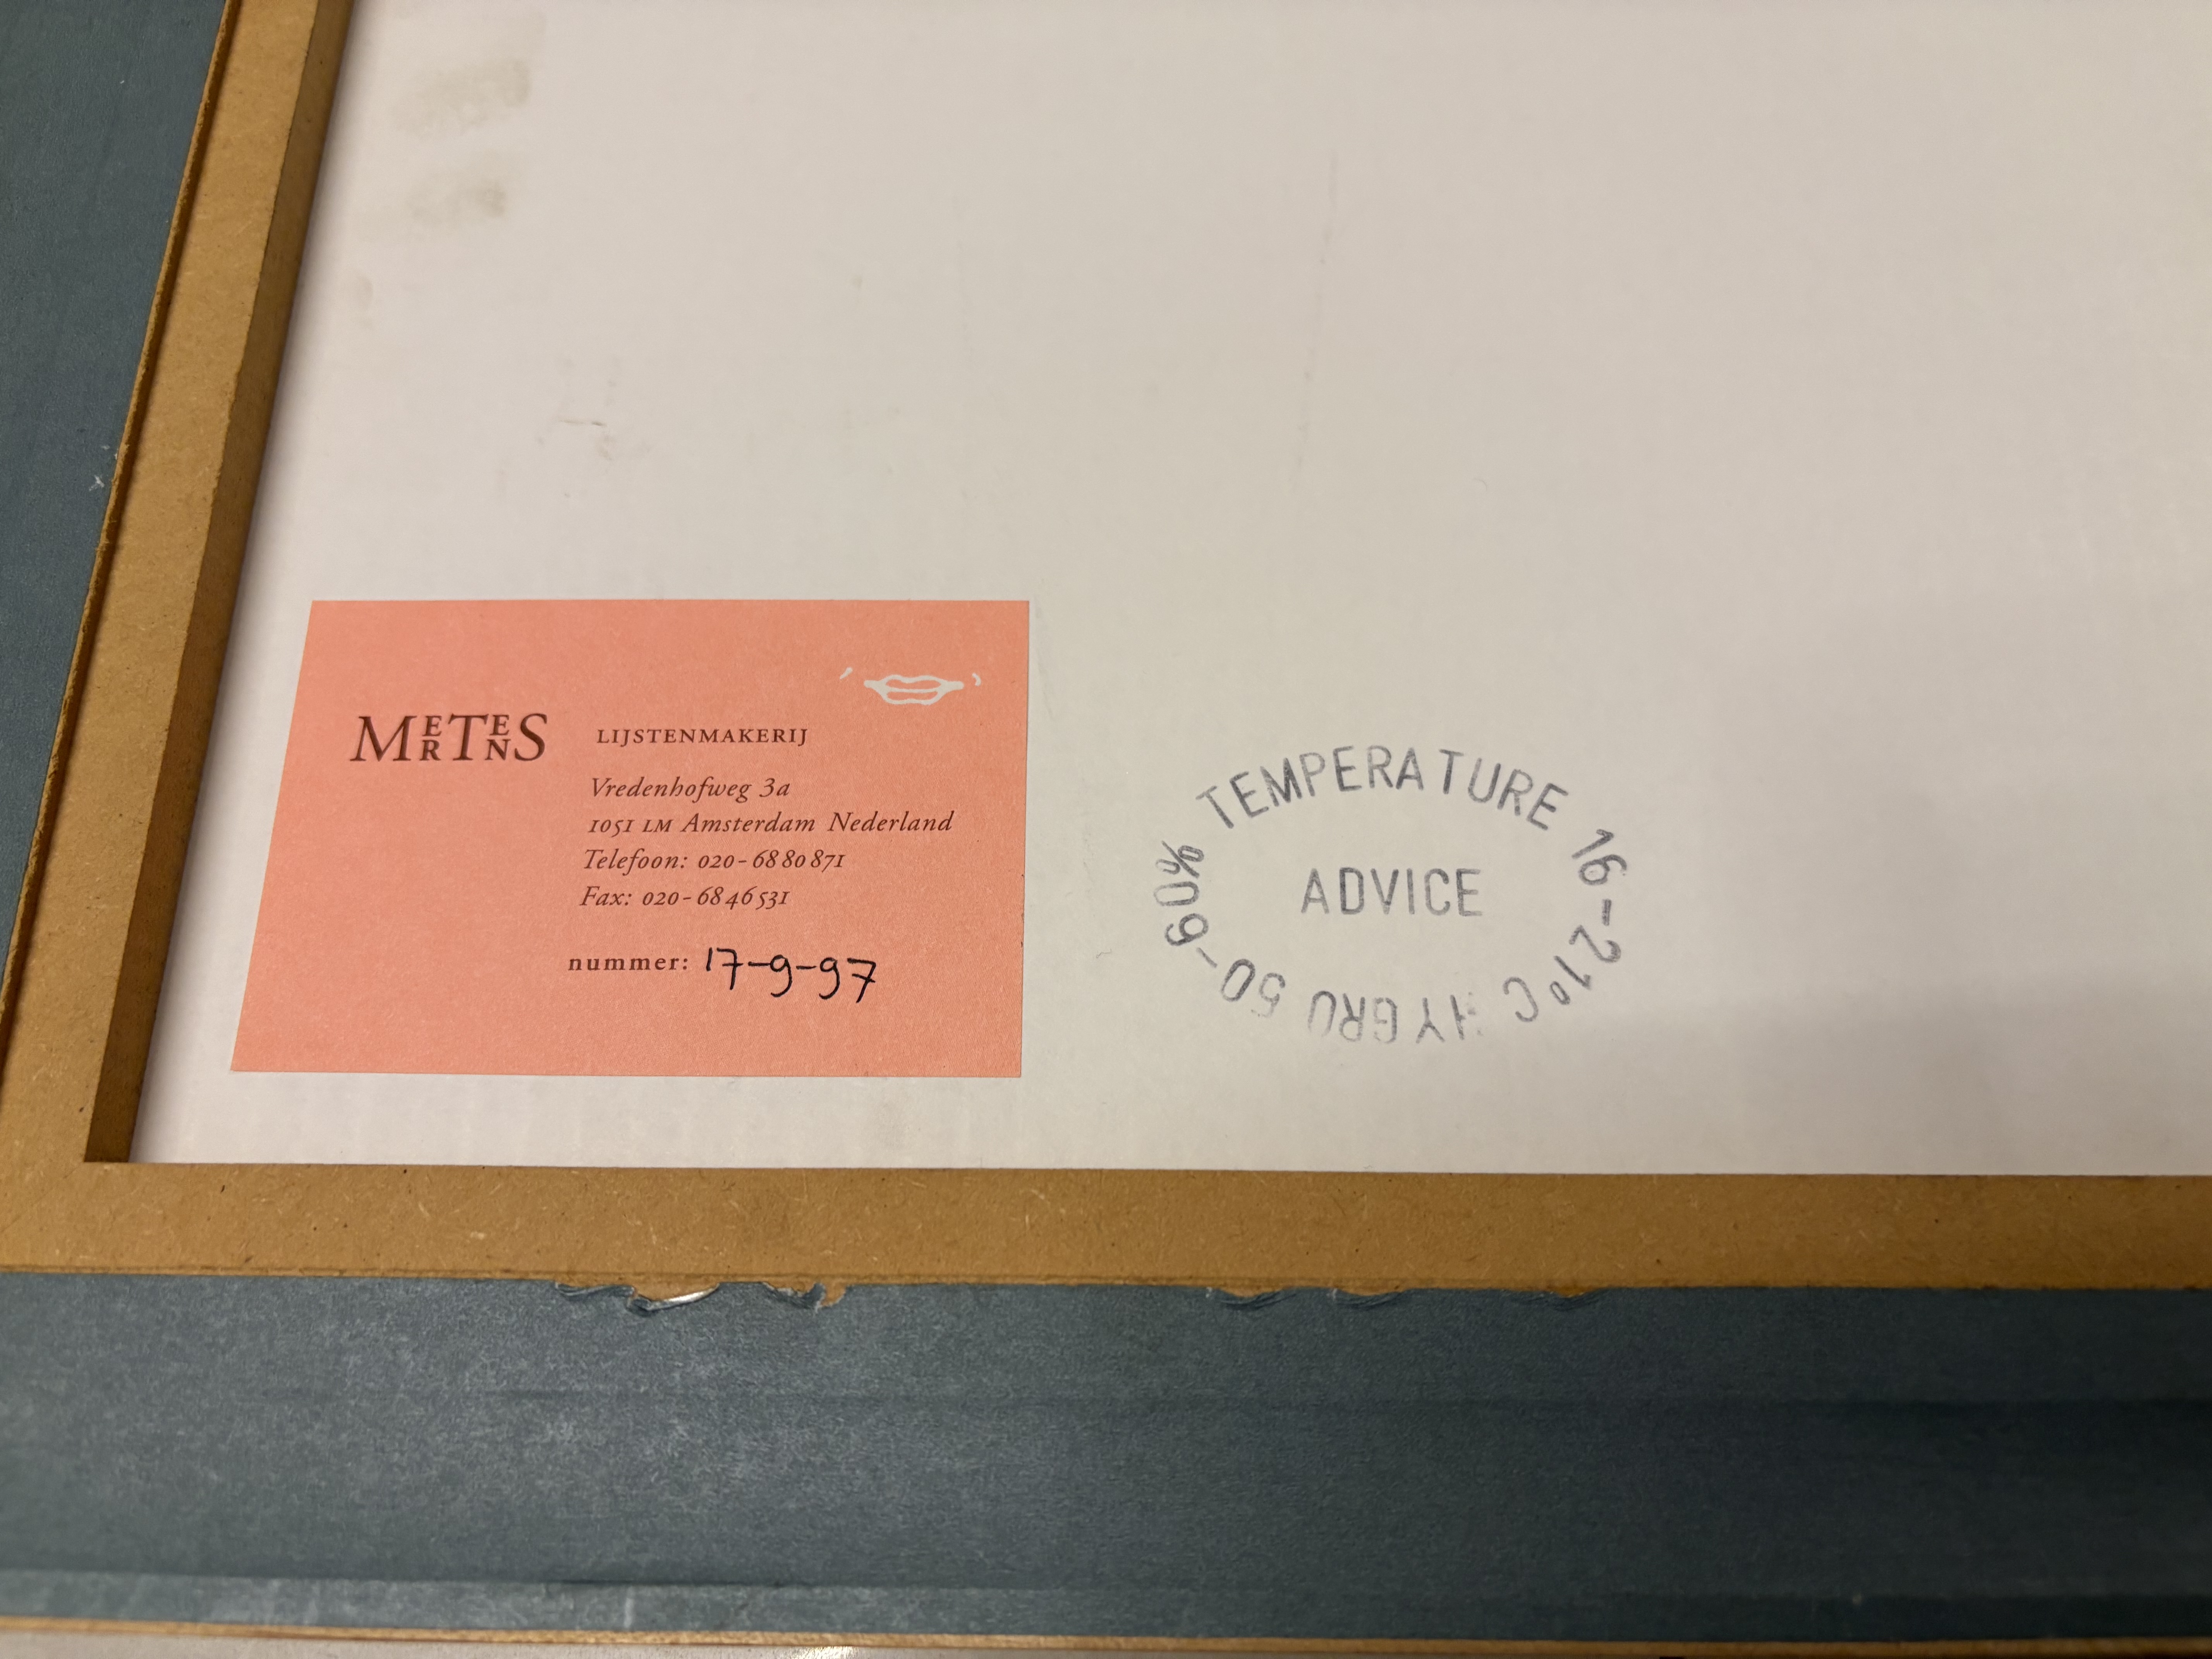 MERTENS LIJSTENMAKERIJ
Vredenhofweg 3a
1051 LM Amsterdam Nederland
Telefoon: 020-6880871
Fax: 020-6846531
nummer: 17-9-97
TEMPERATURE 16-21°C HYGRO 50-60%
ADVICE